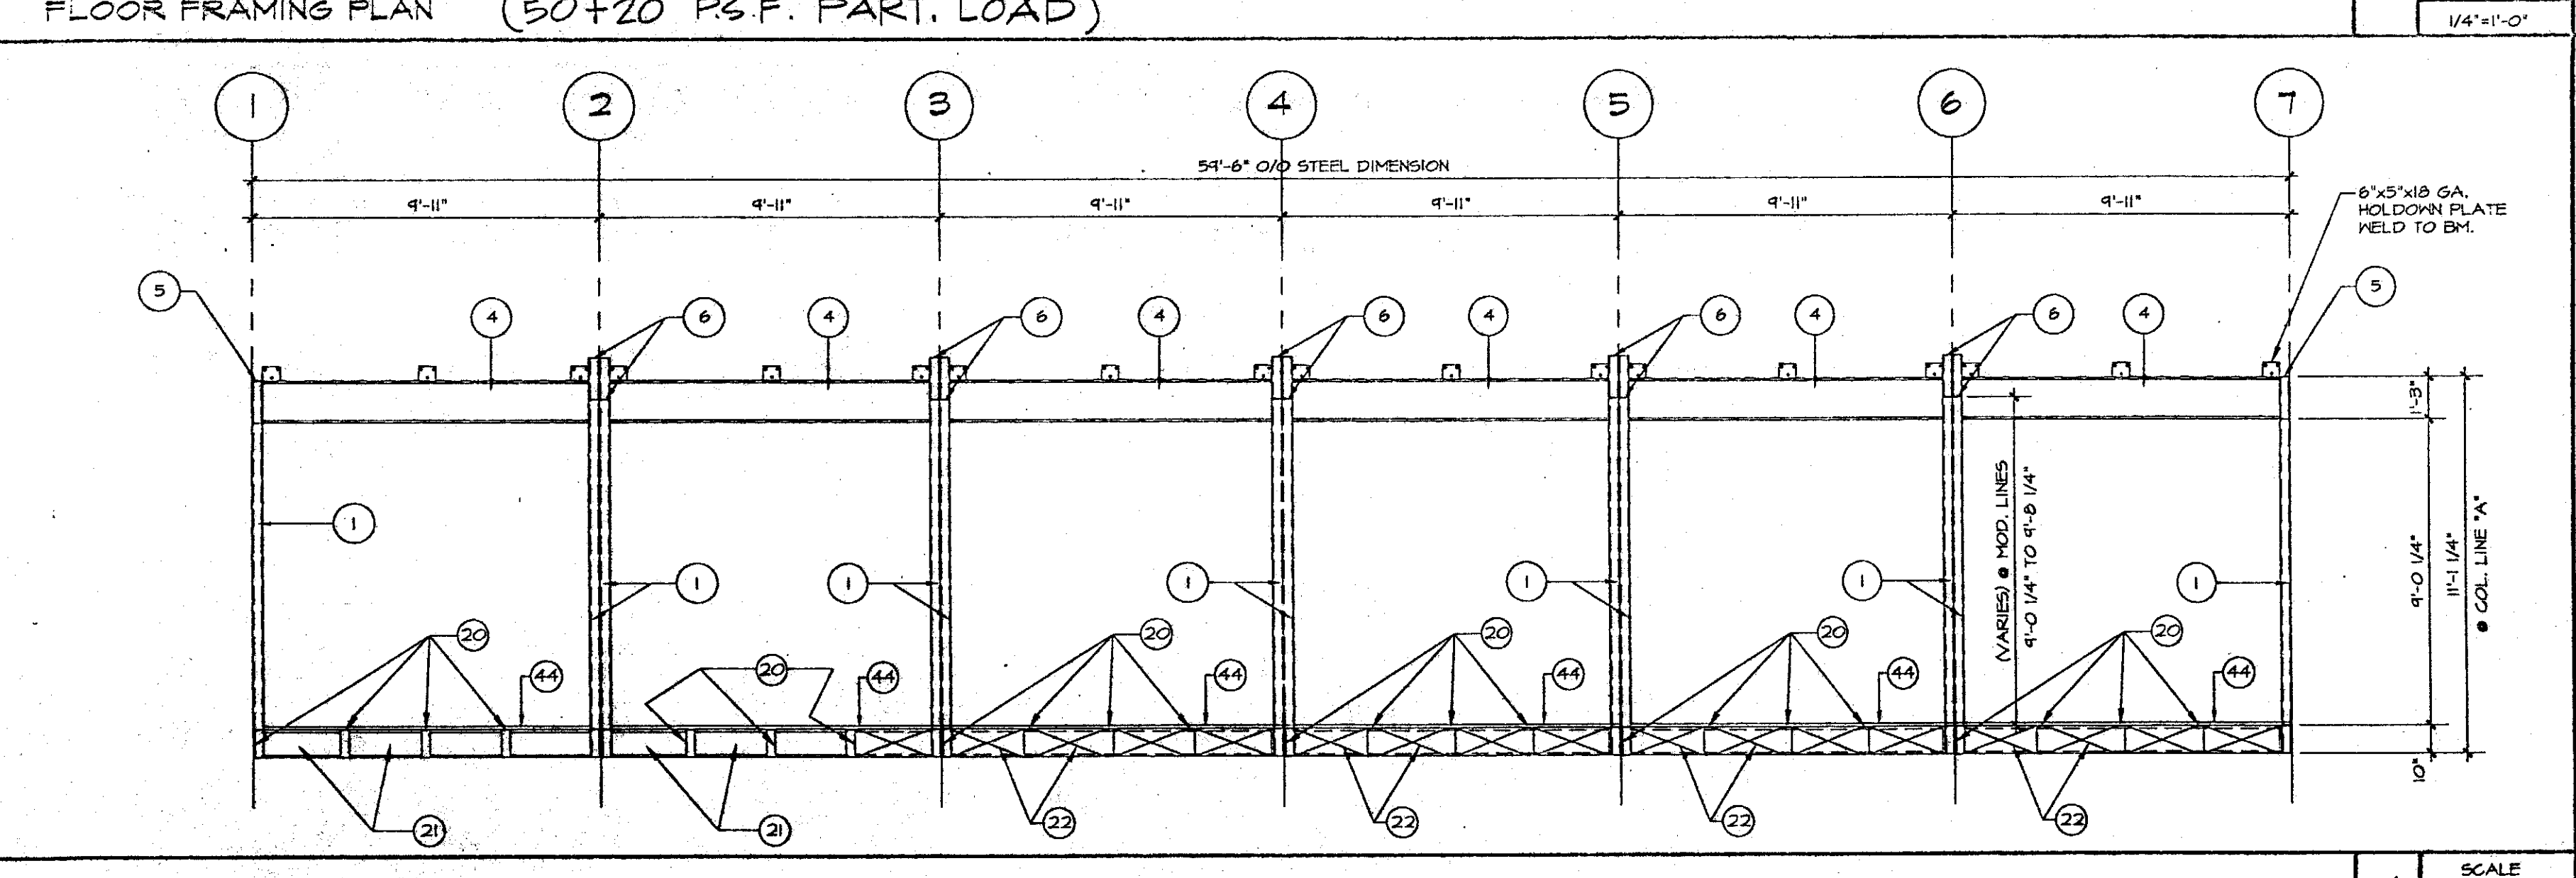 FLOOR FRAMING PLAN (50+20 P.S.F. PART. LOAD)
1/4"=1'-0"
1 2 3 4 5 6 7
59'-6" O/O STEEL DIMENSION
9'-11" 9'-11" 9'-11" 9'-11" 9'-11" 9'-11"
6"x5"x18 GA.
HOLDOWN PLATE
WELD TO BM.
5 5
4 6 4 6 4 6 4 6 4 6 4
1'-3"
1
1 1 1 1 1 1
(VARIES) @ MOD. LINES
9'-0 1/4" TO 9'-8 1/4"
9'-0 1/4"
11'-1 1/4"
@ COL. LINE "A"
20 20 20 20 20 20
44 44 44 44 44 44
10"
21 21 22 22 22 22
SCALE